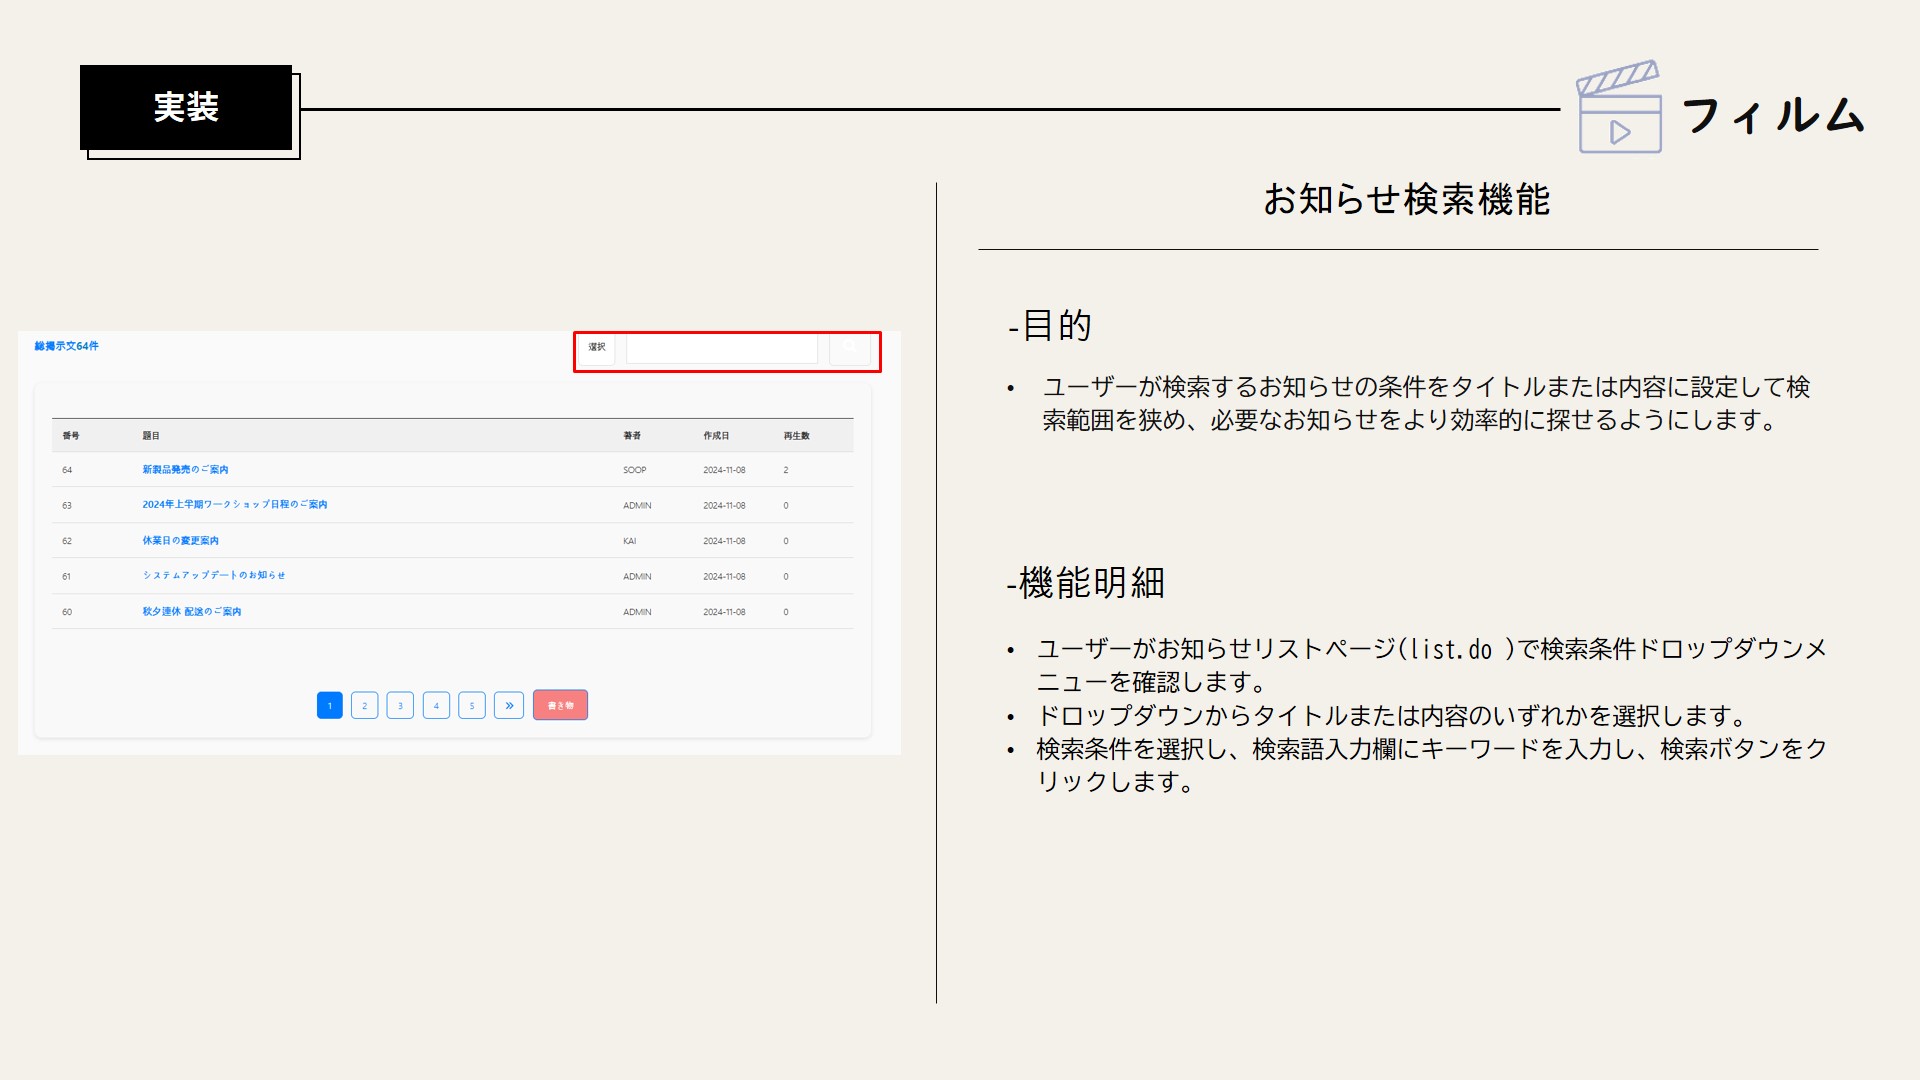 実装
フィルム
お知らせ検索機能
総掲示文64件
選択
番号 題目 著者 作成日 再生数
64 新製品発売のご案内 SOOP 2024-11-08 2
63 2024年上半期ワークショップ日程のご案内 ADMIN 2024-11-08 0
62 休業日の変更案内 KAI 2024-11-08 0
61 システムアップデートのお知らせ ADMIN 2024-11-08 0
60 秋夕連休 配送のご案内 ADMIN 2024-11-08 0
1 2 3 4 5 » 書き物
-目的
• ユーザーが検索するお知らせの条件をタイトルまたは内容に設定して検
索範囲を狭め、必要なお知らせをより効率的に探せるようにします。
-機能明細
• ユーザーがお知らせリストページ(list.do )で検索条件ドロップダウンメ
ニューを確認します。
• ドロップダウンからタイトルまたは内容のいずれかを選択します。
• 検索条件を選択し、検索語入力欄にキーワードを入力し、検索ボタンをク
リックします。